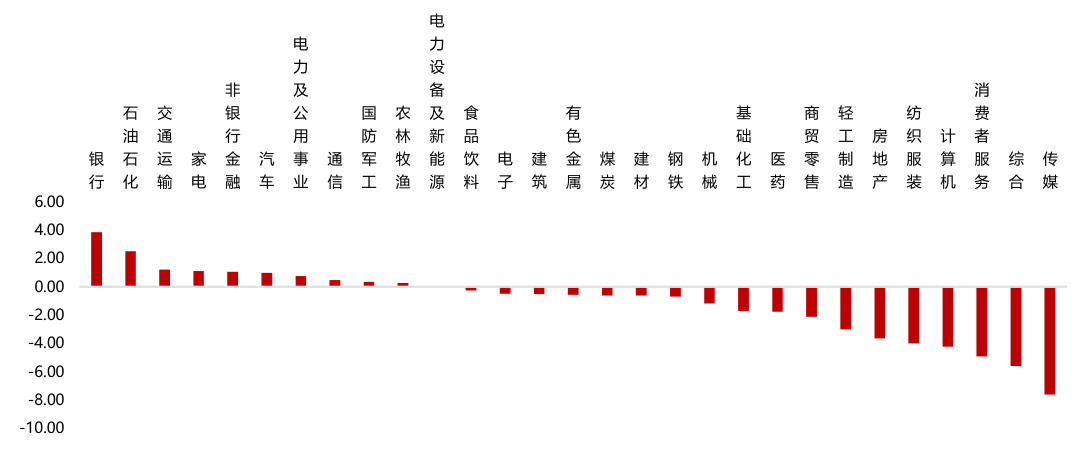 银行
石油石化
交通运输
家电
非银行金融
汽车
电力及公用事业
通信
国防军工
农林牧渔
电力设备及新能源
食品饮料
电子
建筑
有色金属
煤炭
建材
钢铁
机械
基础化工
医药
商贸零售
轻工制造
房地产
纺织服装
计算机
消费者服务
综合
传媒
6.00
4.00
2.00
0.00
-2.00
-4.00
-6.00
-8.00
-10.00